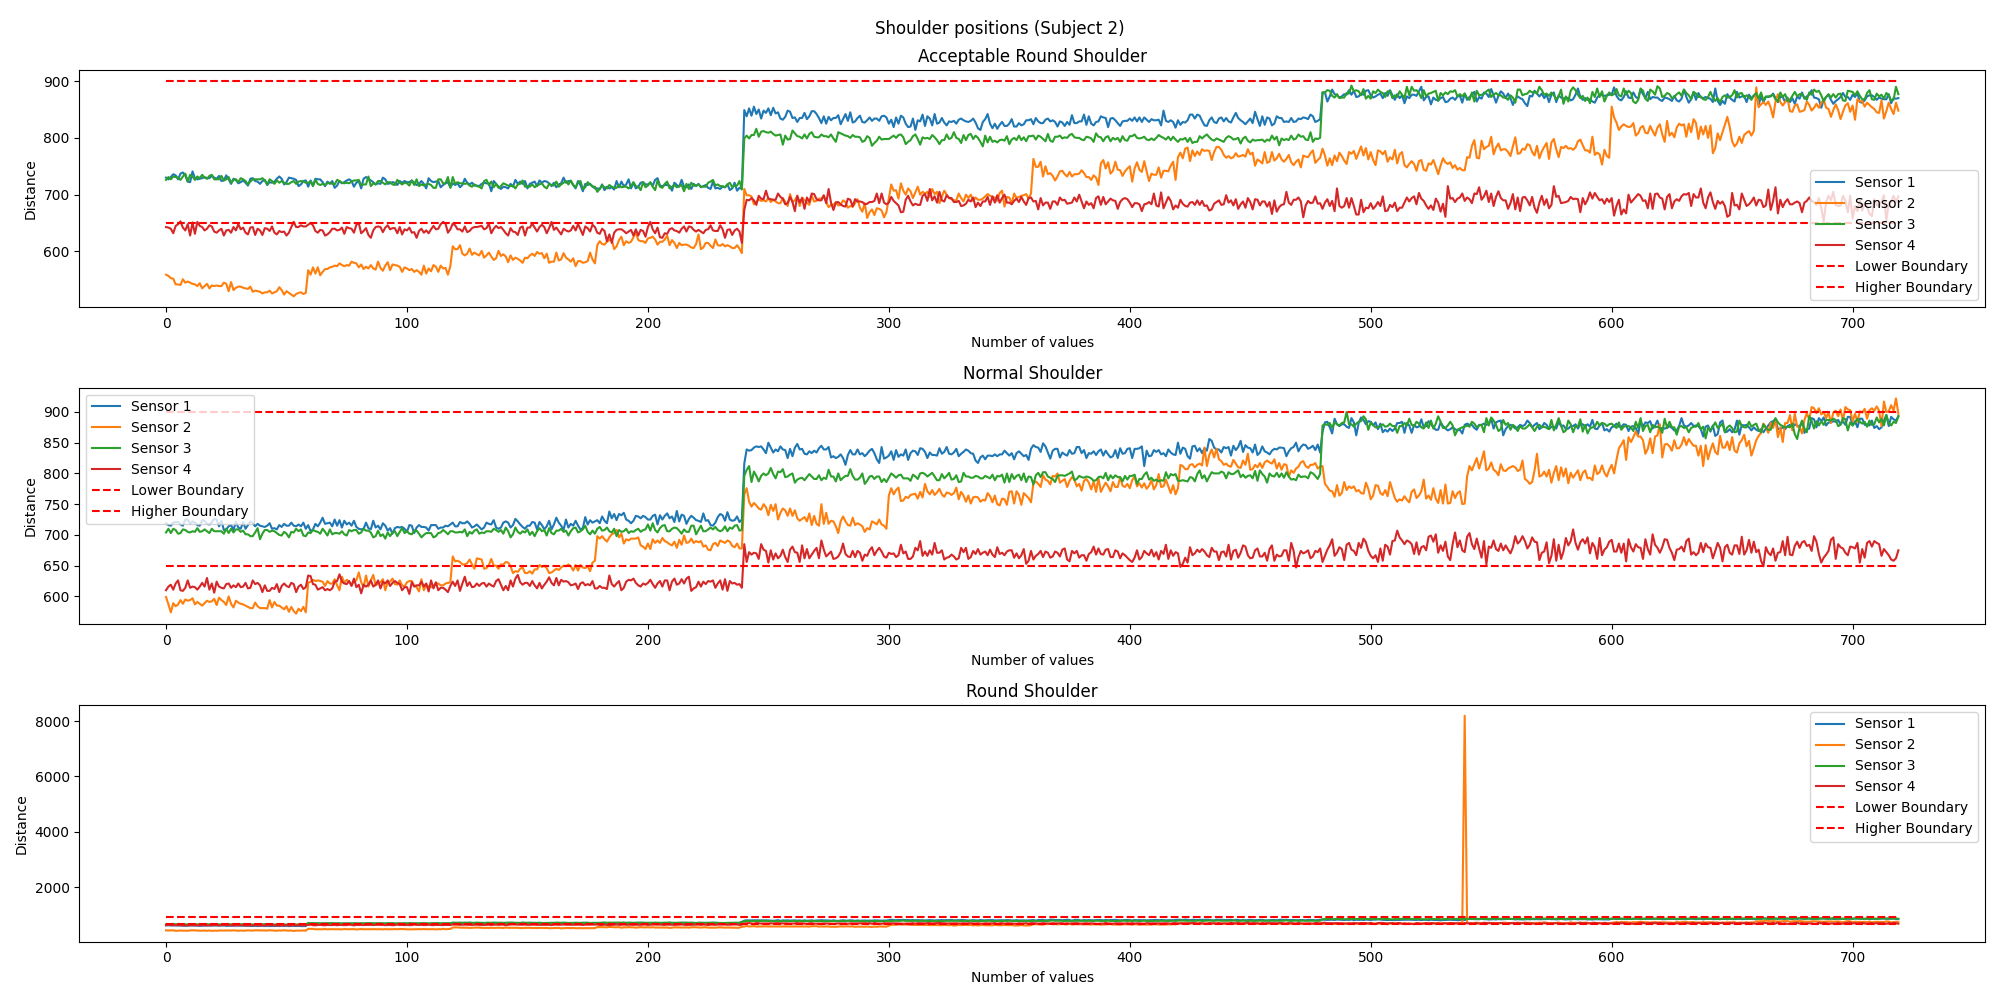 Shoulder positions (Subject 2)
Acceptable Round Shoulder
900
800
700
600
Distance
0 100 200 300 400 500 600 700
Number of values
Sensor 1
Sensor 2
Sensor 3
Sensor 4
Lower Boundary
Higher Boundary
Normal Shoulder
900
850
800
750
700
650
600
Distance
Sensor 1
Sensor 2
Sensor 3
Sensor 4
Lower Boundary
Higher Boundary
0 100 200 300 400 500 600 700
Number of values
Round Shoulder
8000
6000
4000
2000
Distance
Sensor 1
Sensor 2
Sensor 3
Sensor 4
Lower Boundary
Higher Boundary
0 100 200 300 400 500 600 700
Number of values